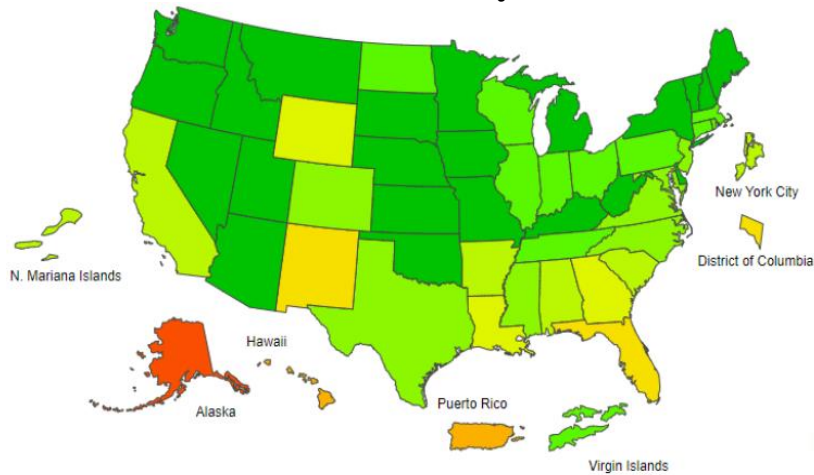 New York City
District of Columbia
N. Mariana Islands
Hawaii
Alaska
Puerto Rico
Virgin Islands